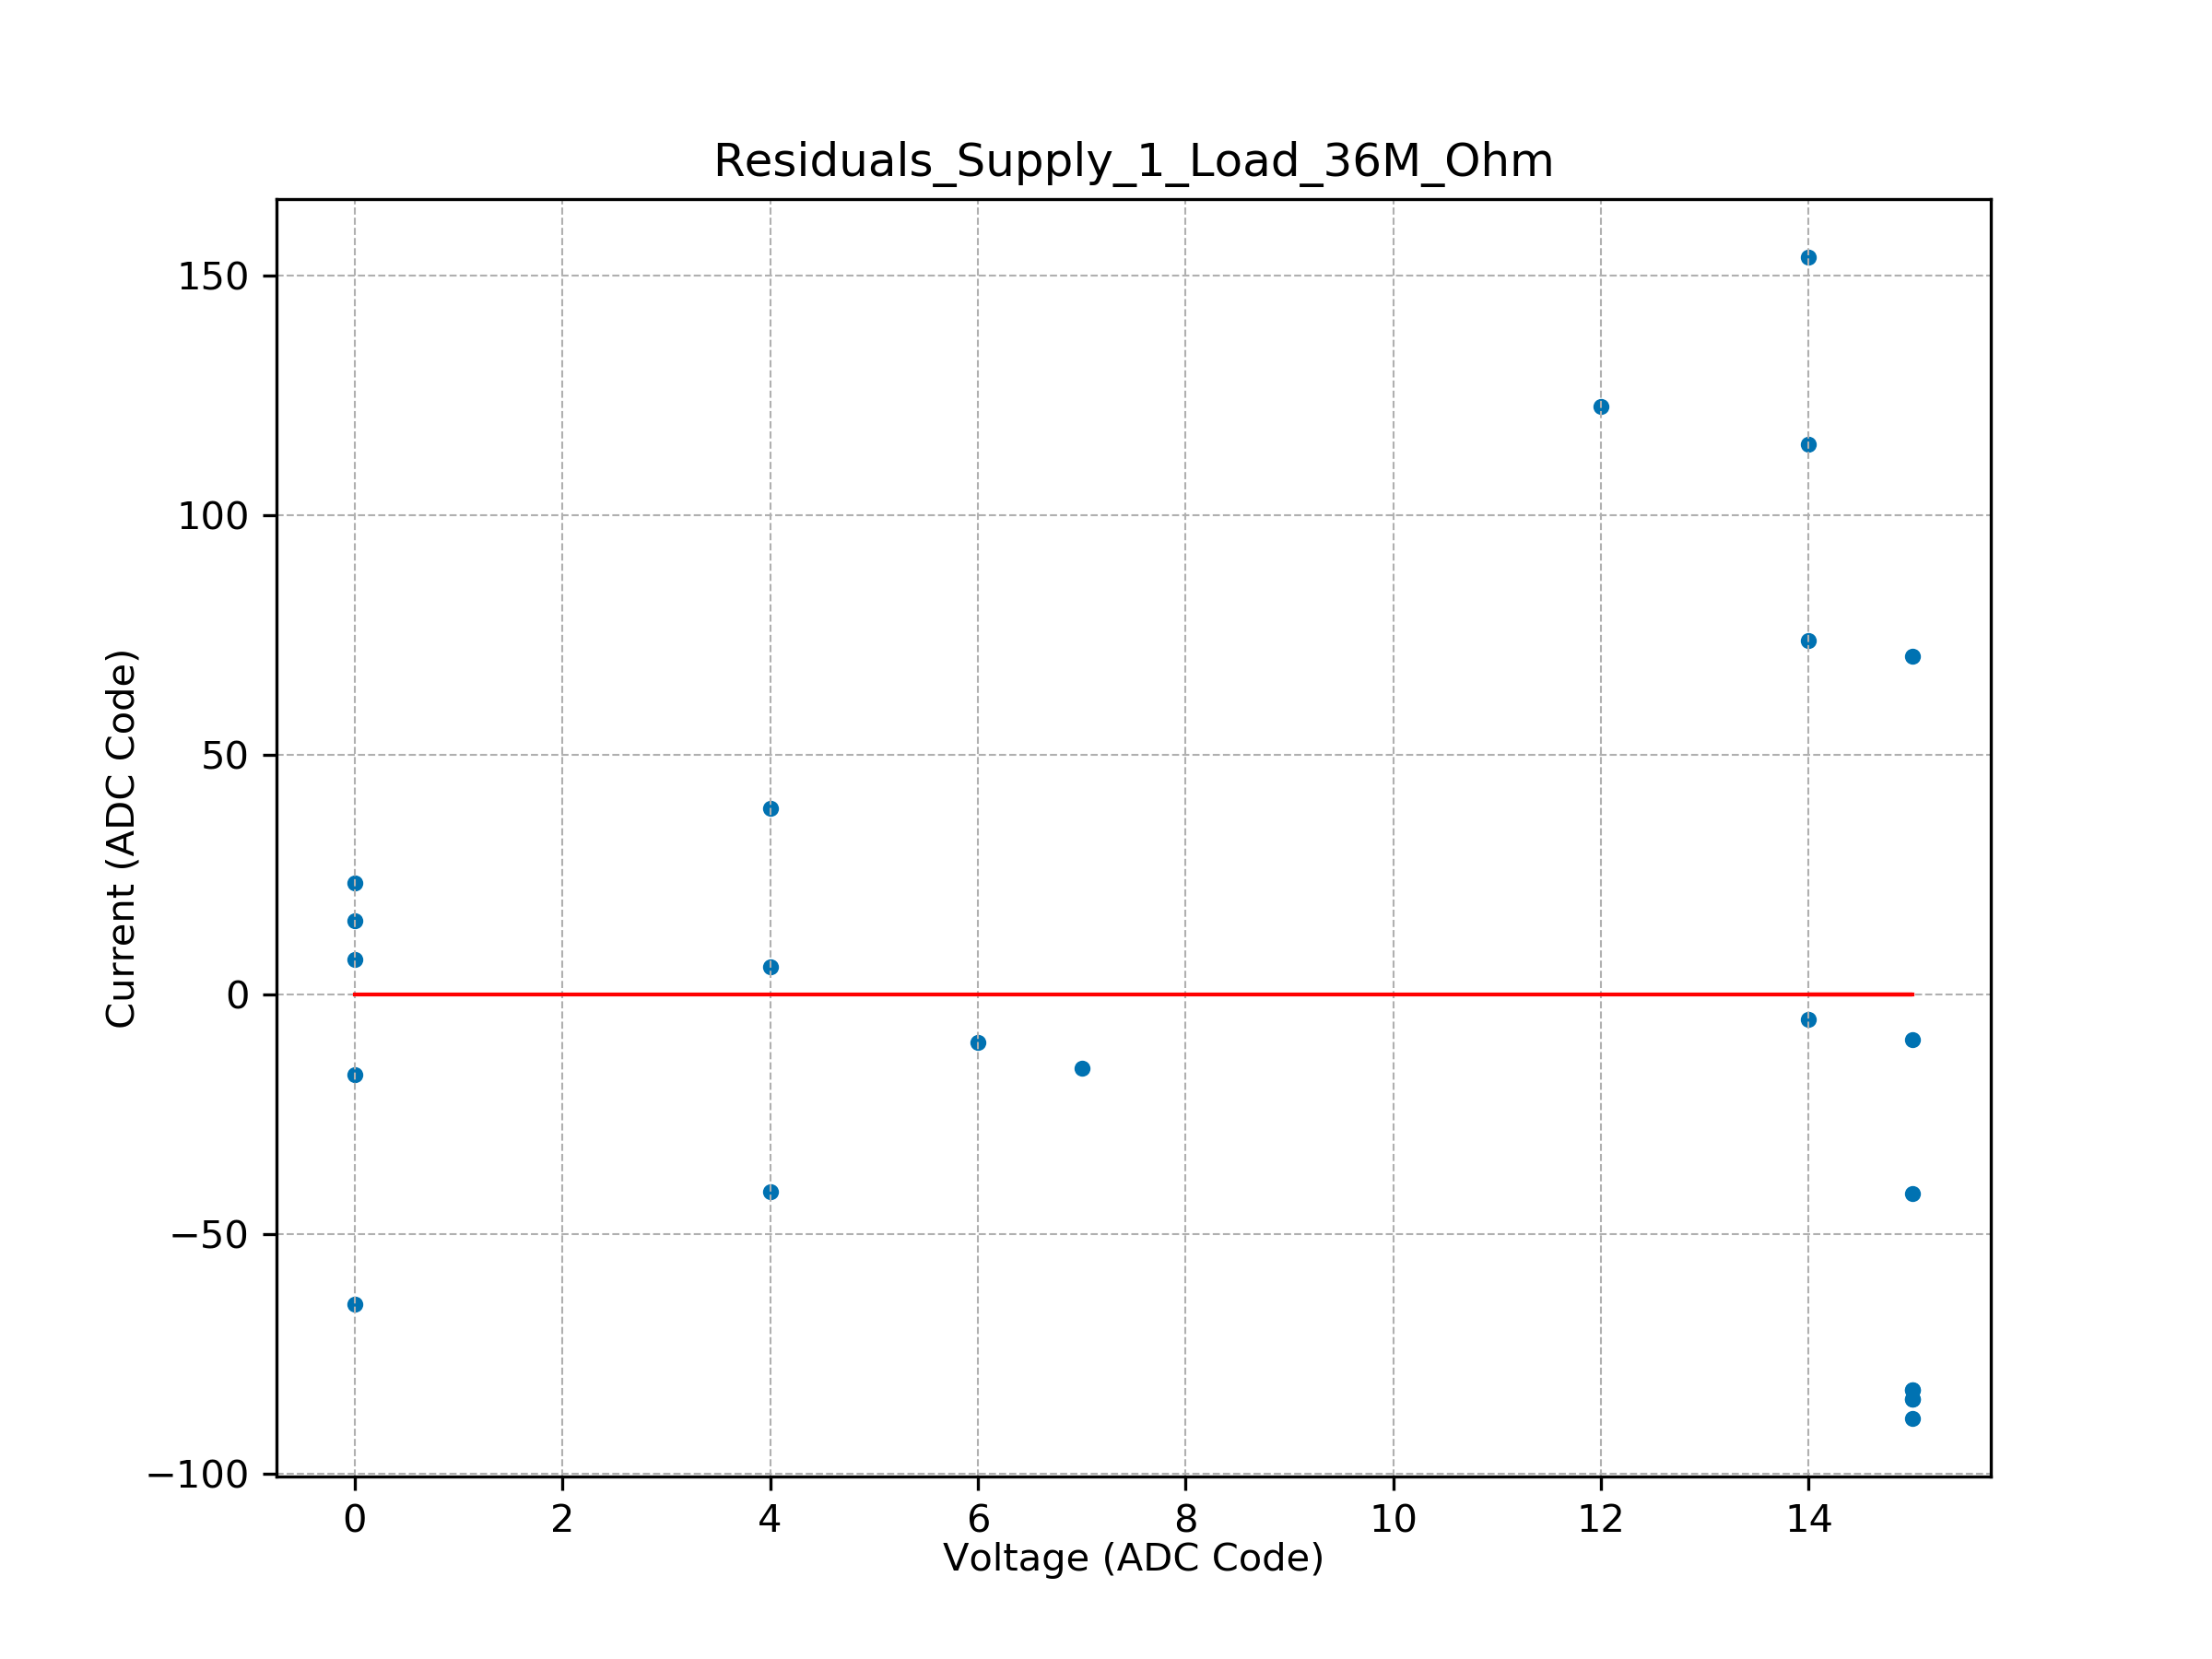 Residuals_Supply_1_Load_36M_Ohm
150
100
50
0
−50
−100
Current (ADC Code)
0 2 4 6 8 10 12 14
Voltage (ADC Code)